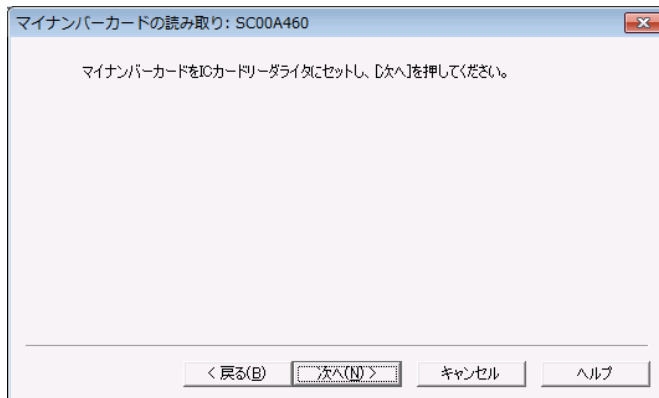 マイナンバーカードの読み取り: SC00A460
マイナンバーカードをICカードリーダライタにセットし、[次へ]を押してください。
< 戻る(B)
次へ(N) >
キャンセル
ヘルプ